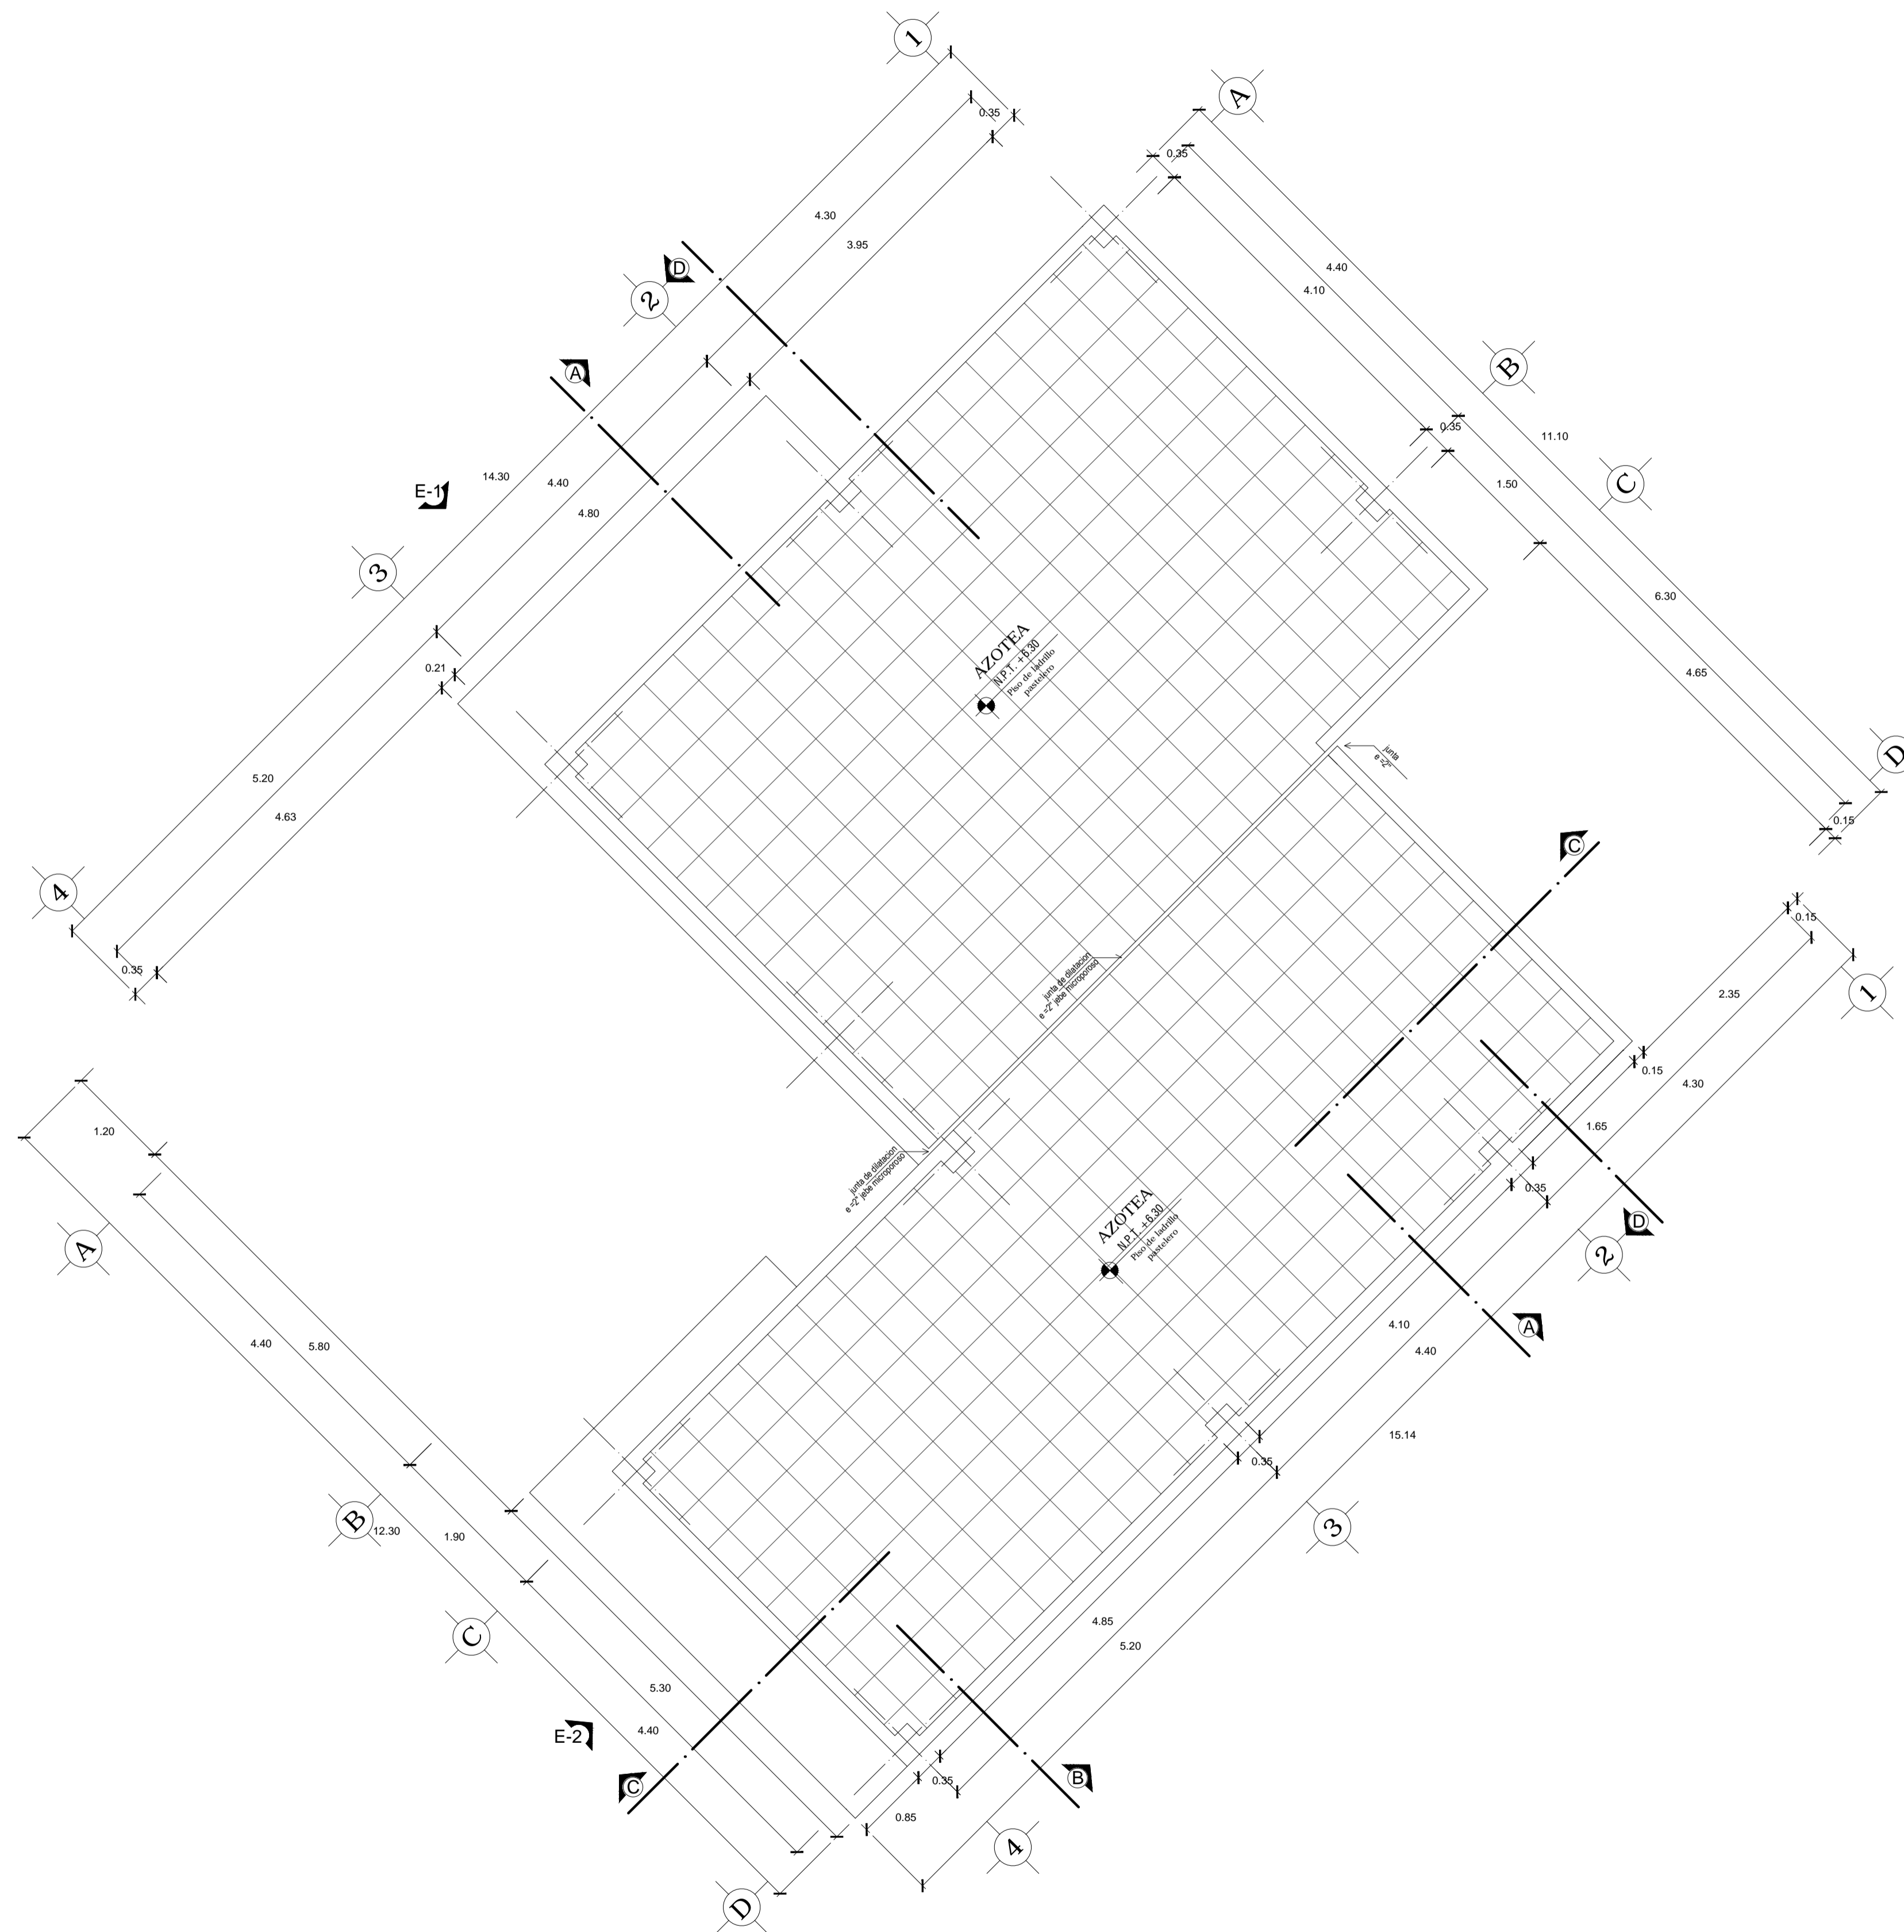 1
A
0.35
0.35
4.30
3.95
4.40
4.10
2
D
A
B
0.35
11.10
C
1.50
E-1
14.30
4.40
4.80
3
6.30
AZOTEA
N.P.T. +6.30
Piso de ladrillo
pastelero
0.21
4.65
junta
e =2"
D
5.20
4.63
0.15
C
4
0.35
0.15
junta de dilatacion
e =2" jebe microporoso
1
2.35
0.15
4.30
1.20
1.65
junta de dilatacion
e =2" jebe microporoso
0.35
AZOTEA
N.P.T. +6.30
Piso de ladrillo
pastelero
D
A
2
4.40
5.80
4.10
A
4.40
15.14
0.35
B
12.30
1.90
3
C
4.85
5.20
5.30
4.40
E-2
C
0.35
B
0.85
4
D